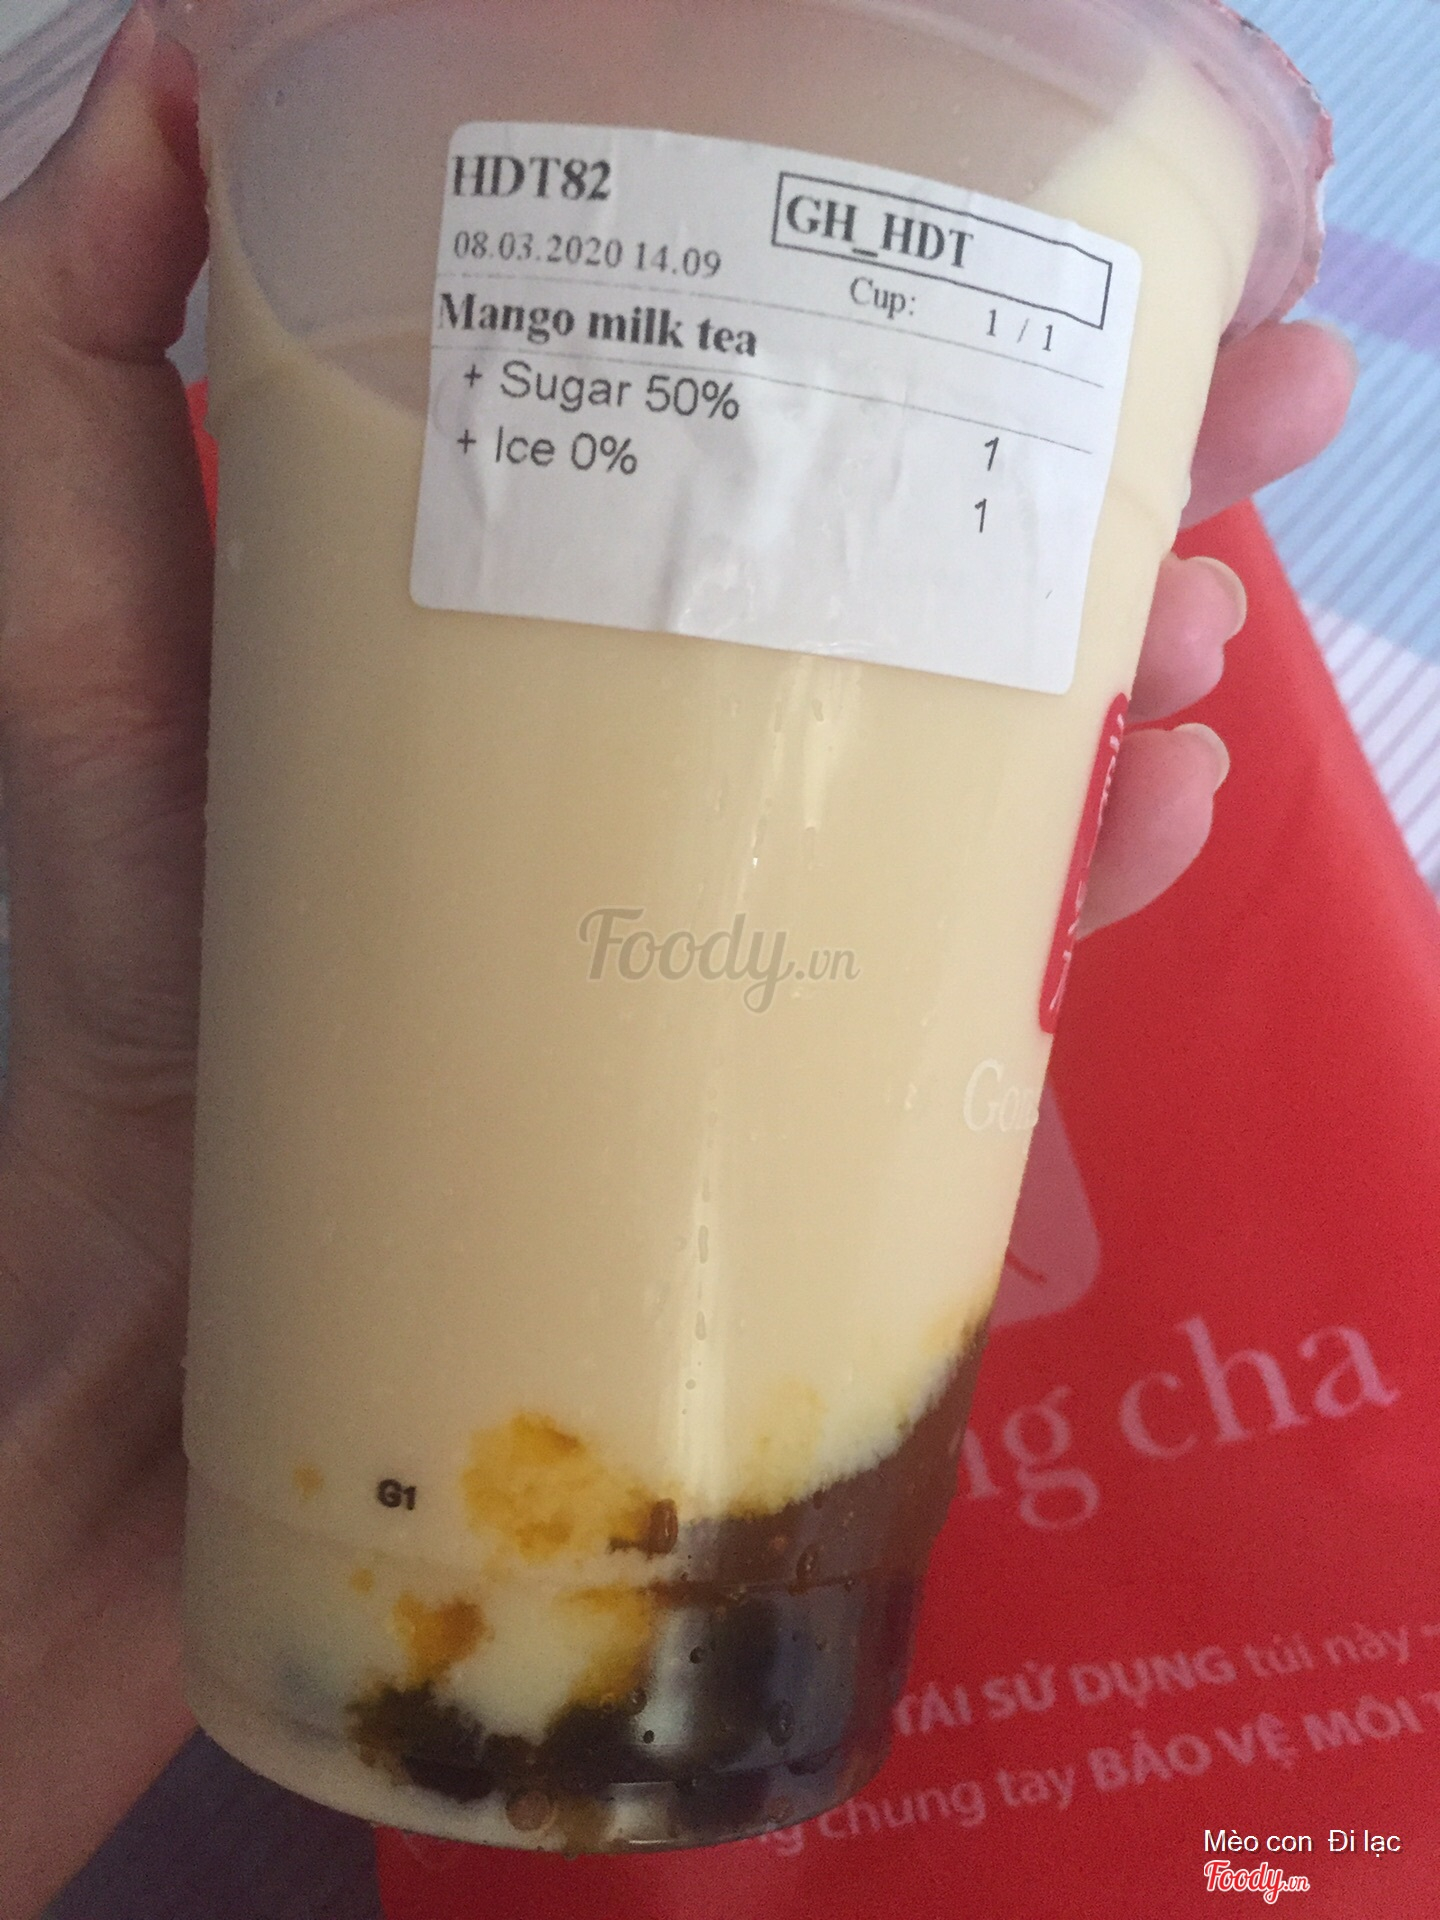 HDT82
GH_HDT
08.03.2020 14.09
Cup: 1 / 1
Mango milk tea
+ Sugar 50% 1
+ Ice 0% 1
Foody.vn
G1
cha
TÁI SỬ DỤNG túi này -
chung tay BẢO VỆ MÔI
Mèo con Đi lạc
Foody.vn